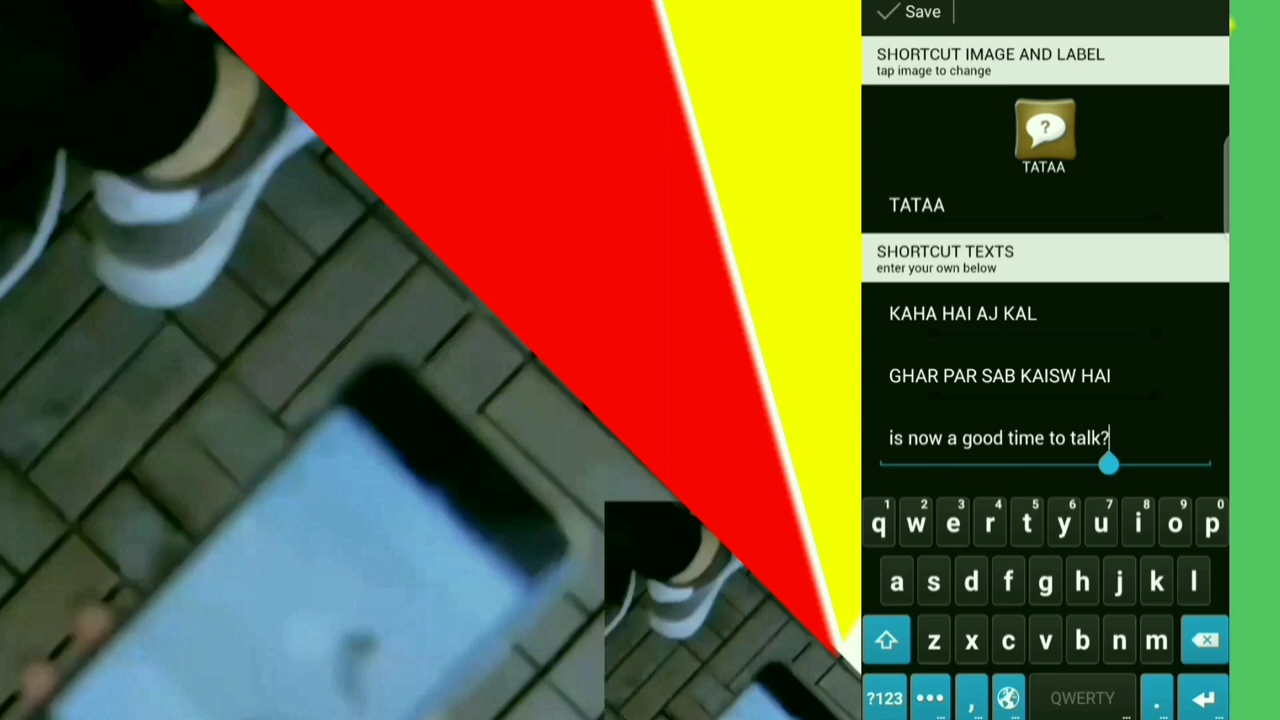 Save
SHORTCUT IMAGE AND LABEL
tap image to change
?
TATAA
TATAA
SHORTCUT TEXTS
enter your own below
KAHA HAI AJ KAL
GHAR PAR SAB KAISW HAI
is now a good time to talk?
1 2 3 4 5 6 7 8 9 0
q w e r t y u i o p
a s d f g h j k l
z x c v b n m
?123 ••• , QWERTY .